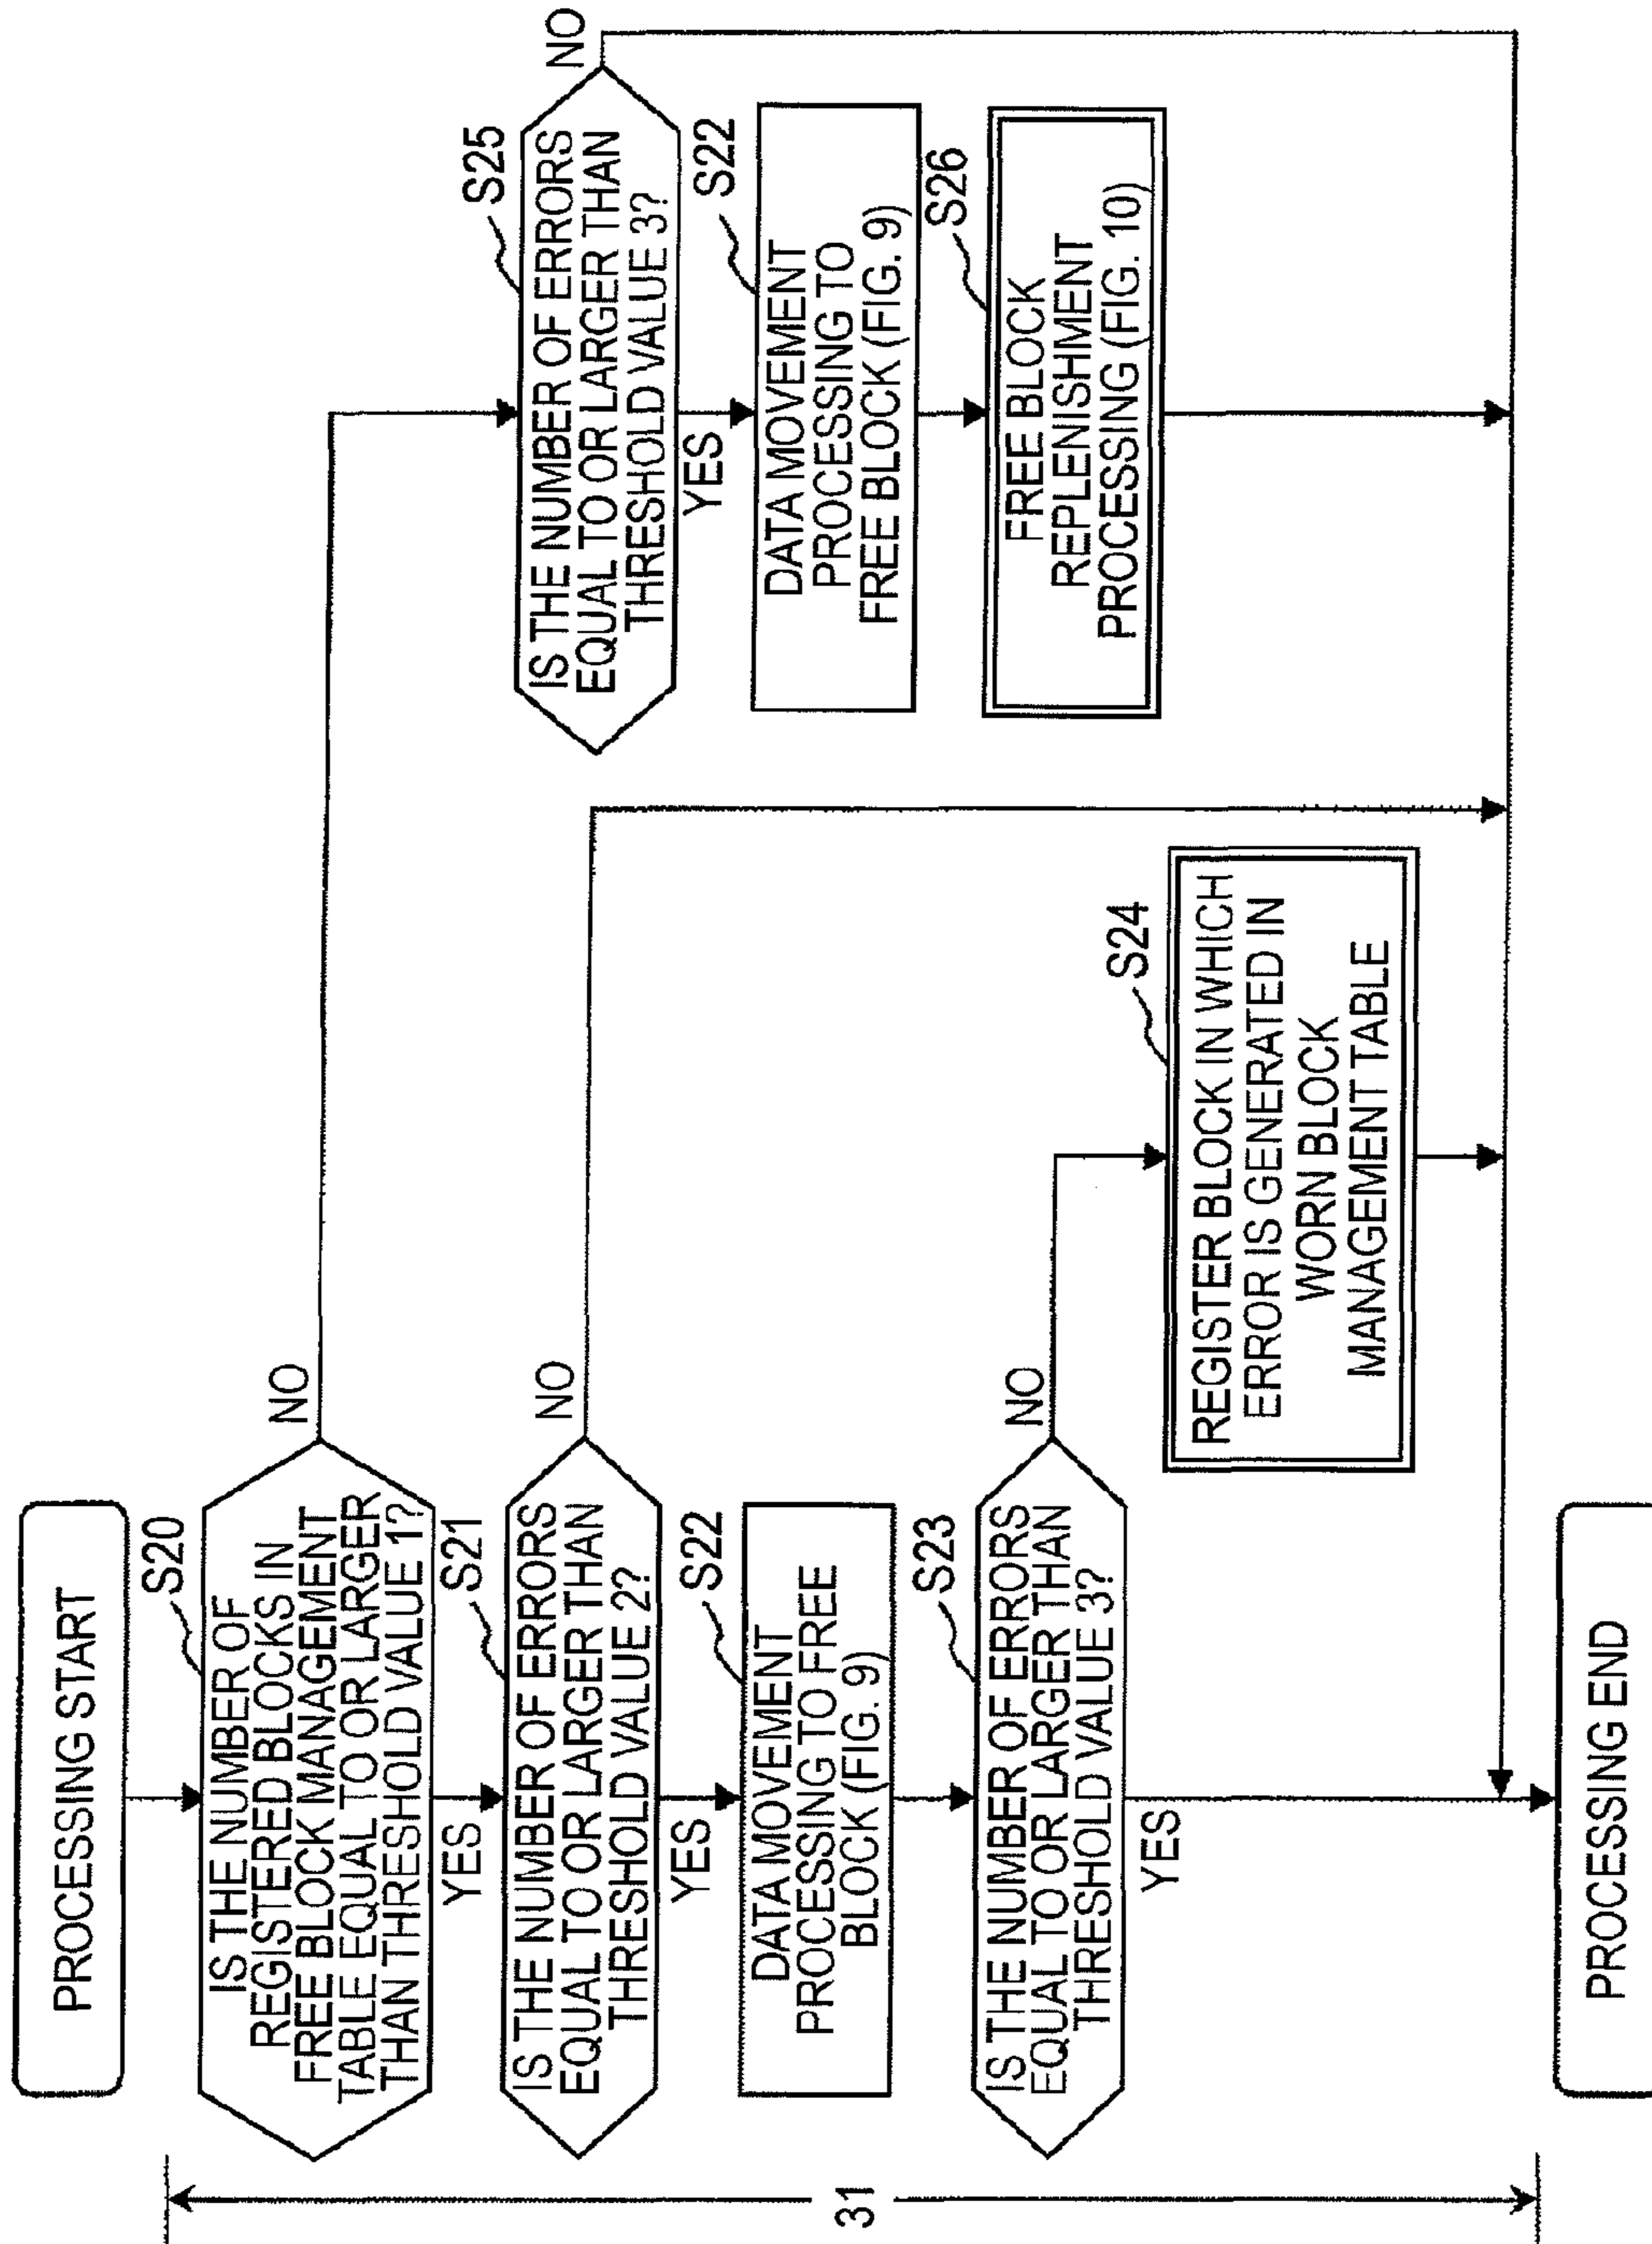 PROCESSING START
S20
IS THE NUMBER OF
REGISTERED BLOCKS IN
FREE BLOCK MANAGEMENT
TABLE EQUAL TO OR LARGER
THAN THRESHOLD VALUE 1?
NO
YES
S21
IS THE NUMBER OF ERRORS
EQUAL TO OR LARGER THAN
THRESHOLD VALUE 2?
NO
YES
S22
DATA MOVEMENT
PROCESSING TO FREE
BLOCK (FIG. 9)
S23
IS THE NUMBER OF ERRORS
EQUAL TO OR LARGER THAN
THRESHOLD VALUE 3?
NO
YES
S24
REGISTER BLOCK IN WHICH
ERROR IS GENERATED IN
WORN BLOCK
MANAGEMENT TABLE
S25
IS THE NUMBER OF ERRORS
EQUAL TO OR LARGER THAN
THRESHOLD VALUE 3?
NO
YES
S22
DATA MOVEMENT
PROCESSING TO
FREE BLOCK (FIG. 9)
S26
FREE BLOCK
REPLENISHMENT
PROCESSING (FIG. 10)
PROCESSING END
31